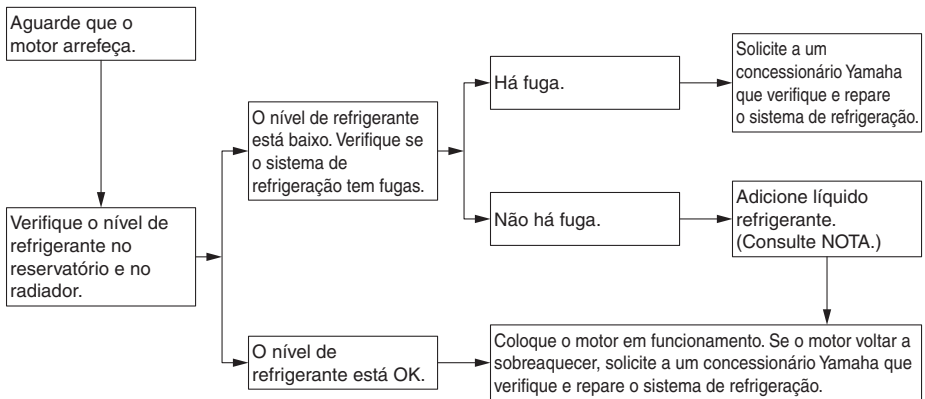 Aguarde que o
motor arrefeça.
Verifique o nível de
refrigerante no
reservatório e no
radiador.
O nível de refrigerante
está baixo. Verifique se
o sistema de
refrigeração tem fugas.
Há fuga.
Solicite a um
concessionário Yamaha
que verifique e repare
o sistema de refrigeração.
Não há fuga.
Adicione líquido
refrigerante.
(Consulte NOTA.)
O nível de
refrigerante está OK.
Coloque o motor em funcionamento. Se o motor voltar a
sobreaquecer, solicite a um concessionário Yamaha que
verifique e repare o sistema de refrigeração.